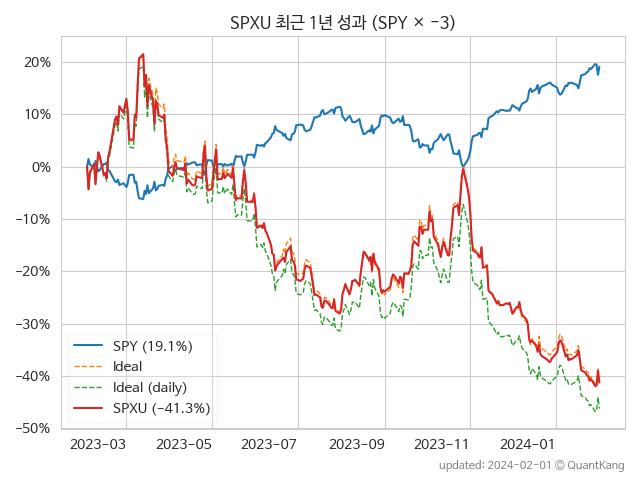 SPXU 최근 1년 성과 (SPY × −3)
20%
10%
0%
−10%
−20%
−30%
−40%
−50%
SPY (19.1%)
Ideal
Ideal (daily)
SPXU (−41.3%)
2023-03 2023-05 2023-07 2023-09 2023-11 2024-01
updated: 2024-02-01 © QuantKang